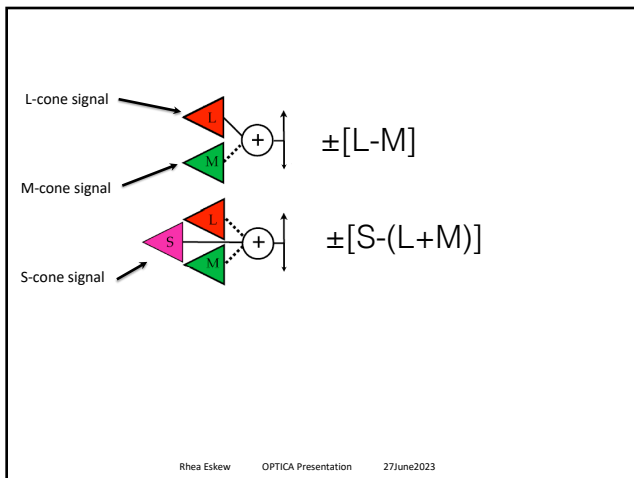 L-cone signal
L
+
±[L-M]
M-cone signal
M
L
S
+
±[S-(L+M)]
M
S-cone signal
Rhea Eskew OPTICA Presentation 27June2023